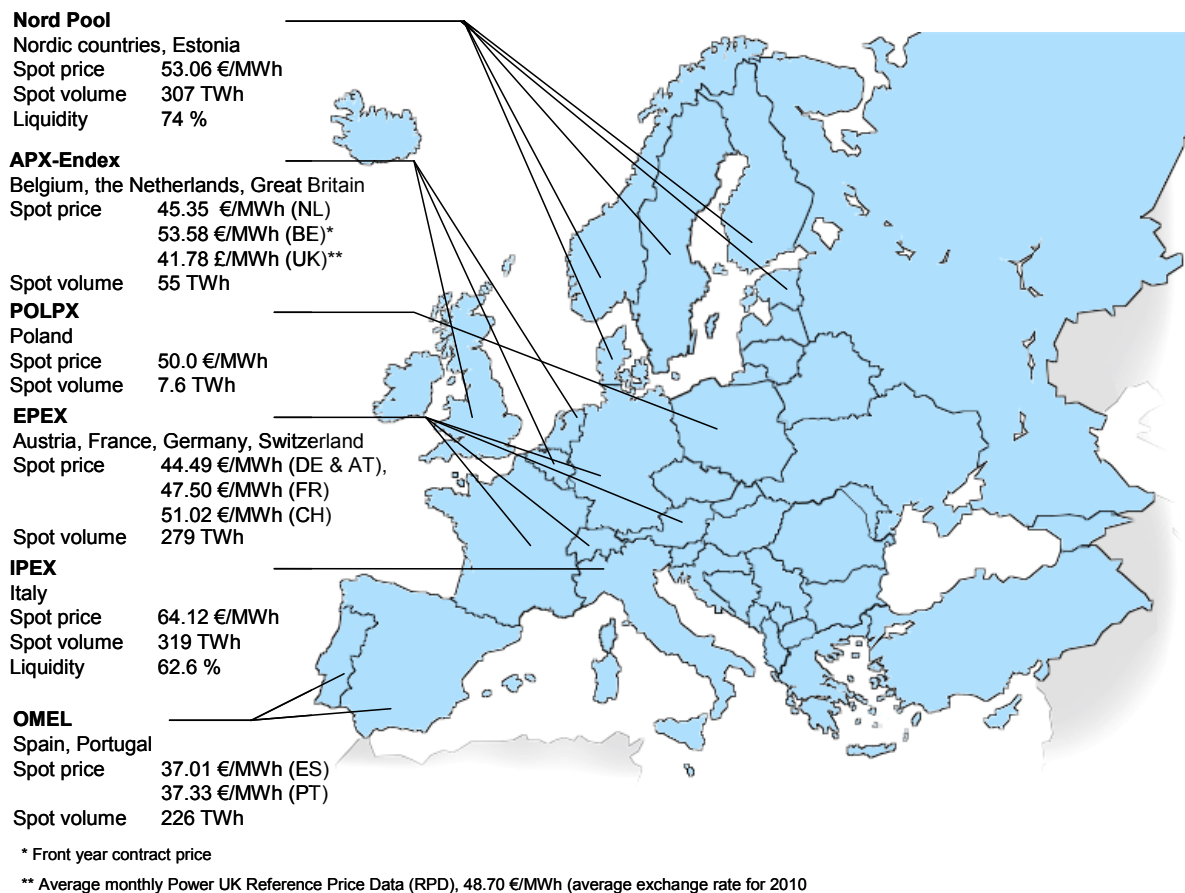 Nord Pool
Nordic countries, Estonia
Spot price 53.06 €/MWh
Spot volume 307 TWh
Liquidity 74 %
APX-Endex
Belgium, the Netherlands, Great Britain
Spot price 45.35 €/MWh (NL)
53.58 €/MWh (BE)*
41.78 £/MWh (UK)**
Spot volume 55 TWh
POLPX
Poland
Spot price 50.0 €/MWh
Spot volume 7.6 TWh
EPEX
Austria, France, Germany, Switzerland
Spot price 44.49 €/MWh (DE & AT),
47.50 €/MWh (FR)
51.02 €/MWh (CH)
Spot volume 279 TWh
IPEX
Italy
Spot price 64.12 €/MWh
Spot volume 319 TWh
Liquidity 62.6 %
OMEL
Spain, Portugal
Spot price 37.01 €/MWh (ES)
37.33 €/MWh (PT)
Spot volume 226 TWh
* Front year contract price
** Average monthly Power UK Reference Price Data (RPD), 48.70 €/MWh (average exchange rate for 2010